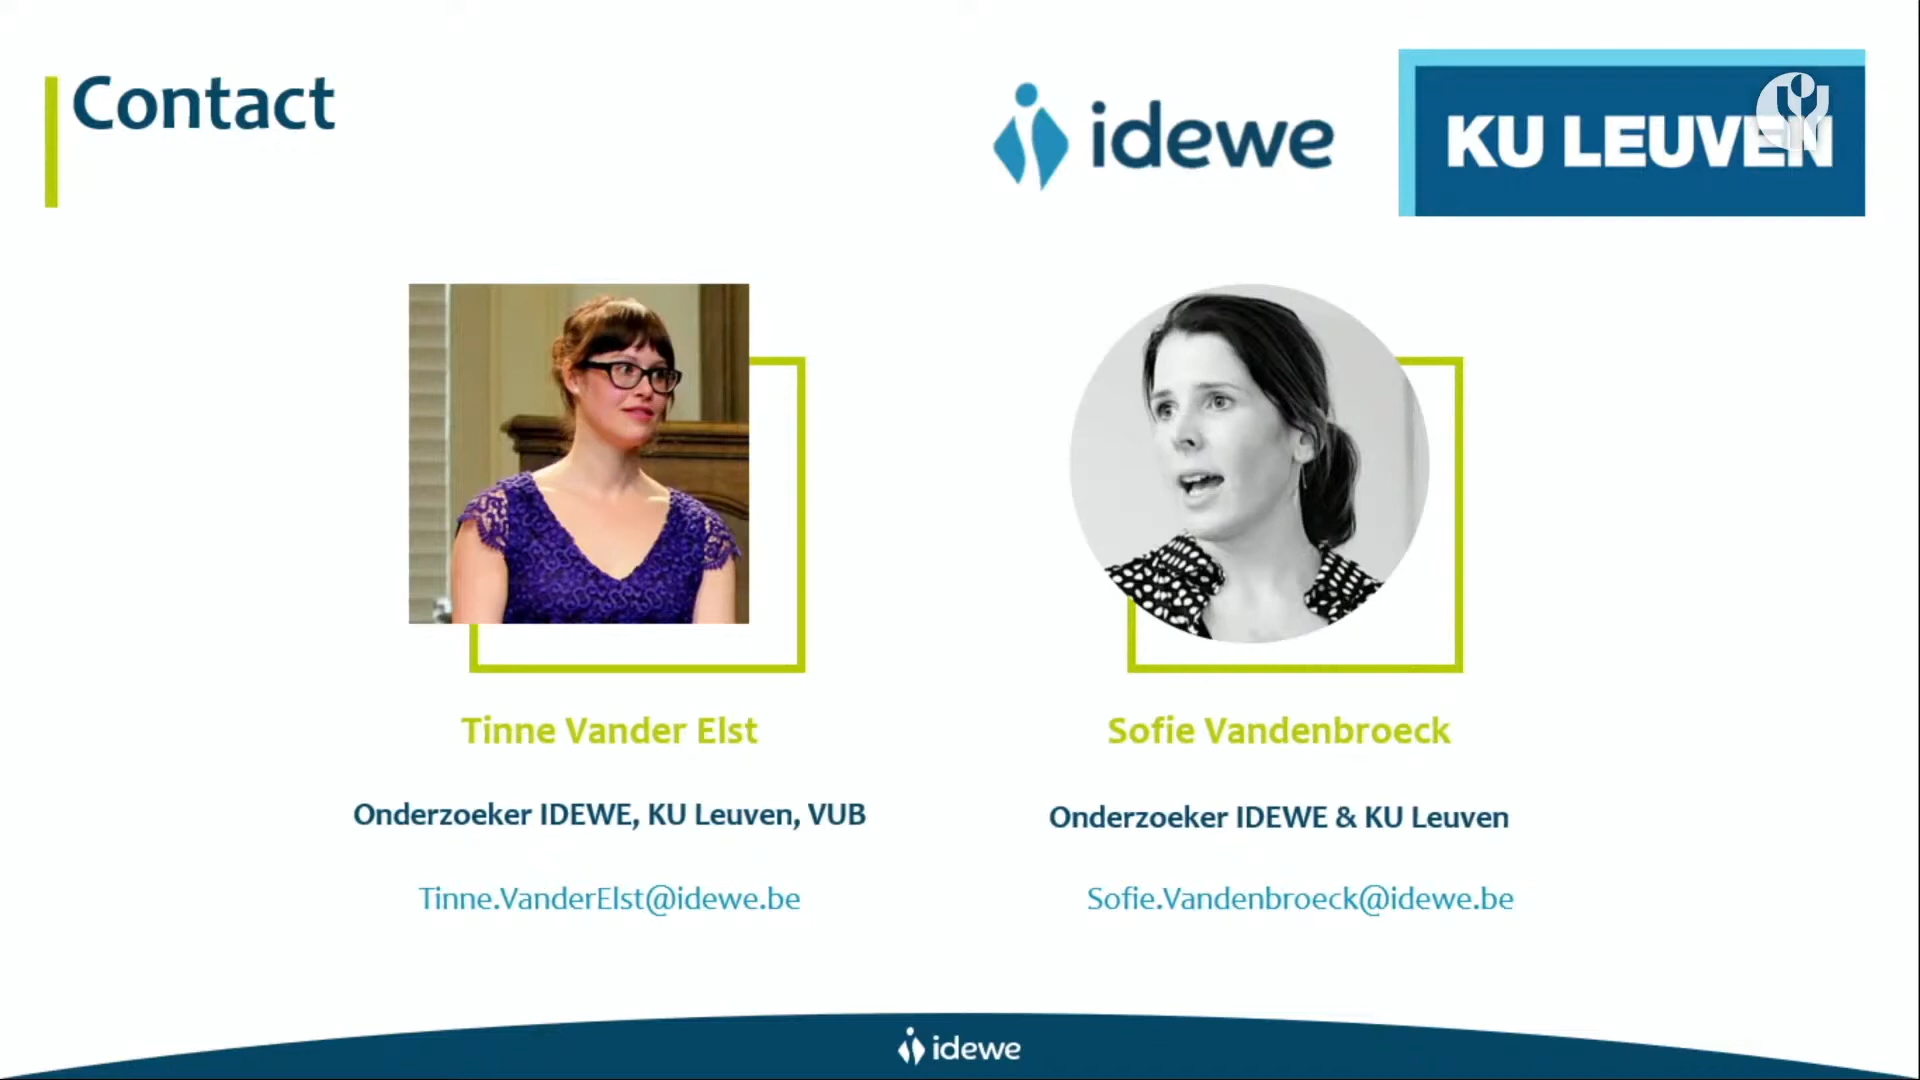 Contact
idewe
KU LEUVEN
Tinne Vander Elst
Onderzoeker IDEWE, KU Leuven, VUB
Tinne.VanderElst@idewe.be
Sofie Vandenbroeck
Onderzoeker IDEWE & KU Leuven
Sofie.Vandenbroeck@idewe.be
idewe